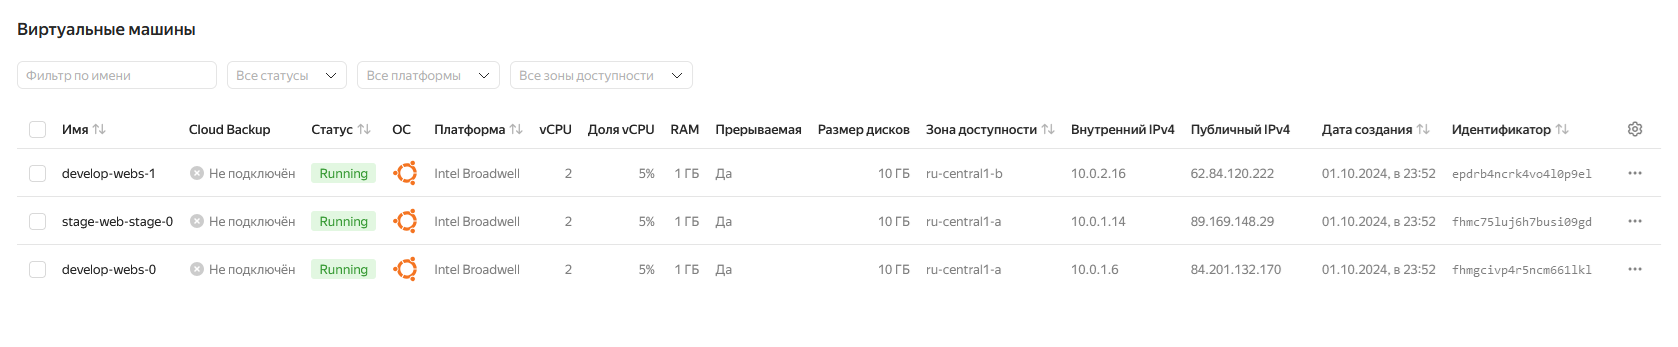 Виртуальные машины
Фильтр по имени Все статусы Все платформы Все зоны доступности
Имя Cloud Backup Статус ОС Платформа vCPU Доля vCPU RAM Прерываемая Размер дисков Зона доступности Внутренний IPv4 Публичный IPv4 Дата создания Идентификатор
develop-webs-1 Не подключён Running Intel Broadwell 2 5% 1 ГБ Да 10 ГБ ru-central1-b 10.0.2.16 62.84.120.222 01.10.2024, в 23:52 epdrb4ncrk4vo4l0p9el
stage-web-stage-0 Не подключён Running Intel Broadwell 2 5% 1 ГБ Да 10 ГБ ru-central1-a 10.0.1.14 89.169.148.29 01.10.2024, в 23:52 fhmc75luj6h7busi09gd
develop-webs-0 Не подключён Running Intel Broadwell 2 5% 1 ГБ Да 10 ГБ ru-central1-a 10.0.1.6 84.201.132.170 01.10.2024, в 23:52 fhmgcivp4r5ncm661lkl